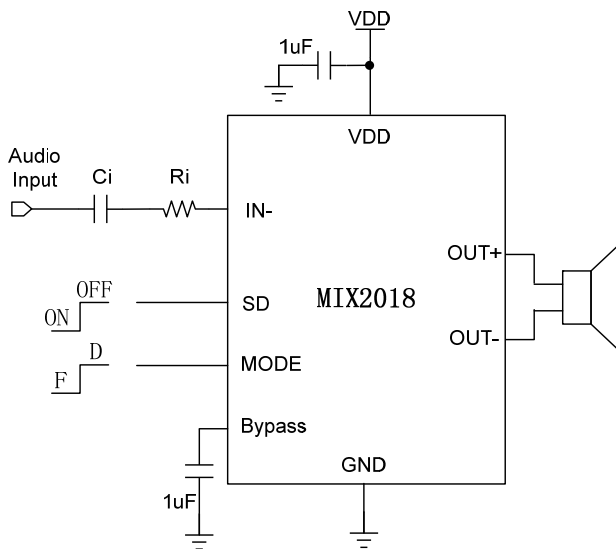 VDD
1uF
VDD
Audio
Input
Ci
Ri
IN-
OUT+
OFF
ON
SD
MIX2018
OUT-
D
F
MODE
Bypass
GND
1uF